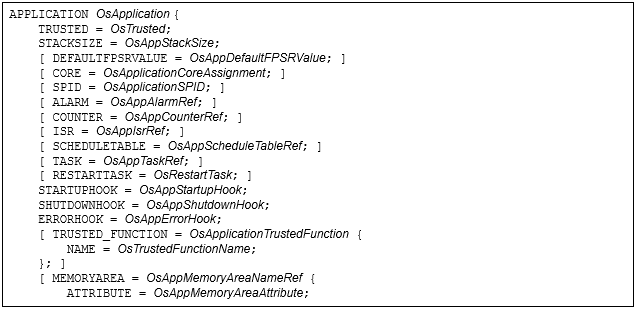 APPLICATION OsApplication {
TRUSTED = OsTrusted;
STACKSIZE = OsAppStackSize;
[ DEFAULTFPSRVALUE = OsAppDefaultFPSRValue; ]
[ CORE = OsApplicationCoreAssignment; ]
[ SPID = OsApplicationSPID; ]
[ ALARM = OsAppAlarmRef; ]
[ COUNTER = OsAppCounterRef; ]
[ ISR = OsAppIsrRef; ]
[ SCHEDULETABLE = OsAppScheduleTableRef; ]
[ TASK = OsAppTaskRef; ]
[ RESTARTTASK = OsRestartTask; ]
STARTUPHOOK = OsAppStartupHook;
SHUTDOWNHOOK = OsAppShutdownHook;
ERRORHOOK = OsAppErrorHook;
[ TRUSTED_FUNCTION = OsApplicationTrustedFunction {
NAME = OsTrustedFunctionName;
}; ]
[ MEMORYAREA = OsAppMemoryAreaNameRef {
ATTRIBUTE = OsAppMemoryAreaAttribute;